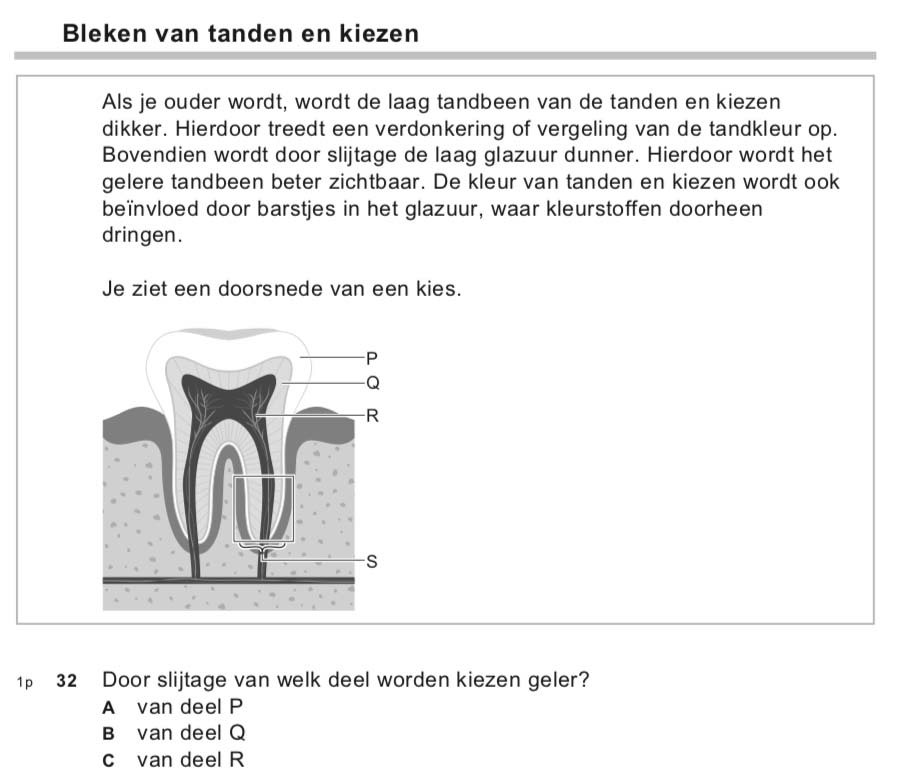 Bleken van tanden en kiezen
Als je ouder wordt, wordt de laag tandbeen van de tanden en kiezen
dikker. Hierdoor treedt een verdonkering of vergeling van de tandkleur op.
Bovendien wordt door slijtage de laag glazuur dunner. Hierdoor wordt het
gelere tandbeen beter zichtbaar. De kleur van tanden en kiezen wordt ook
beïnvloed door barstjes in het glazuur, waar kleurstoffen doorheen
dringen.
Je ziet een doorsnede van een kies.
P
Q
R
S
1p 32 Door slijtage van welk deel worden kiezen geler?
A van deel P
B van deel Q
C van deel R